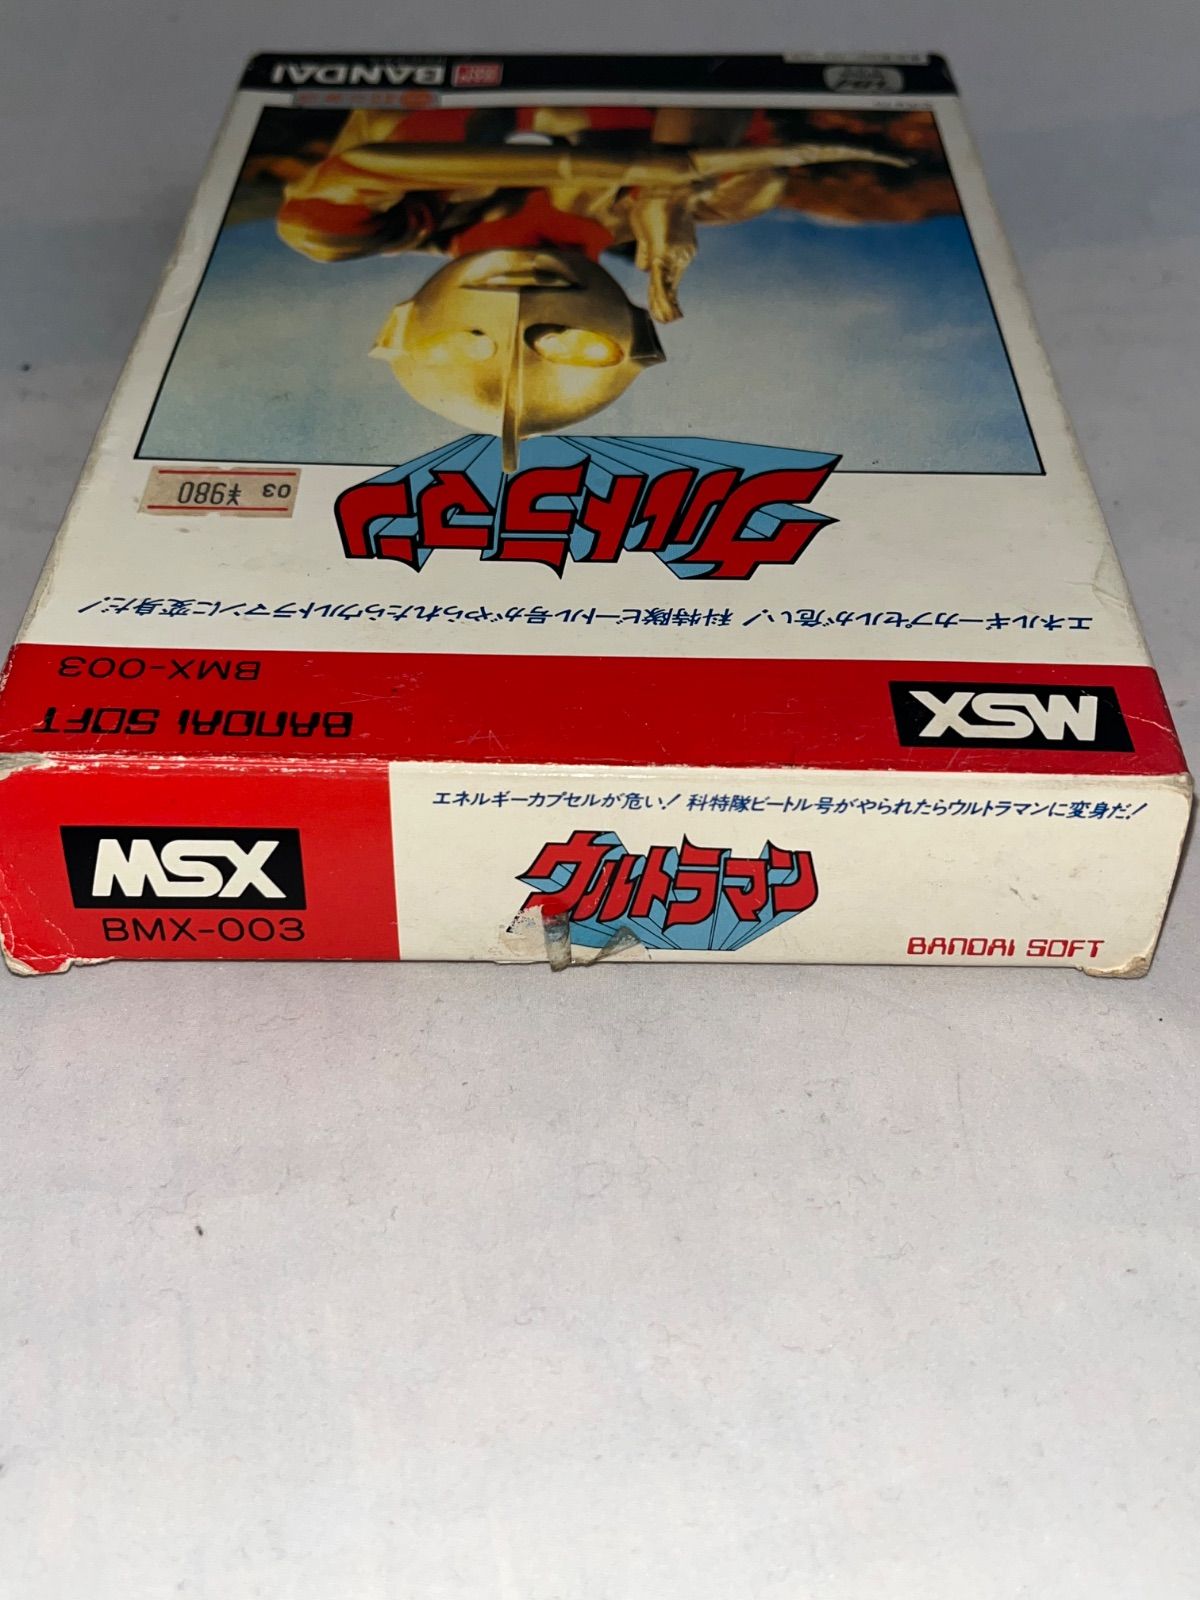 BANDAI
03 ¥980
ウルトラマン
エネルギーカプセルが危い! 科特隊ビートル号がやられたらウルトラマンに変身だ!
MSX
BANDAI SOFT
BMX-003
エネルギーカプセルが危い! 科特隊ビートル号がやられたらウルトラマンに変身だ!
MSX
BMX-003
ウルトラマン
BANDAI SOFT